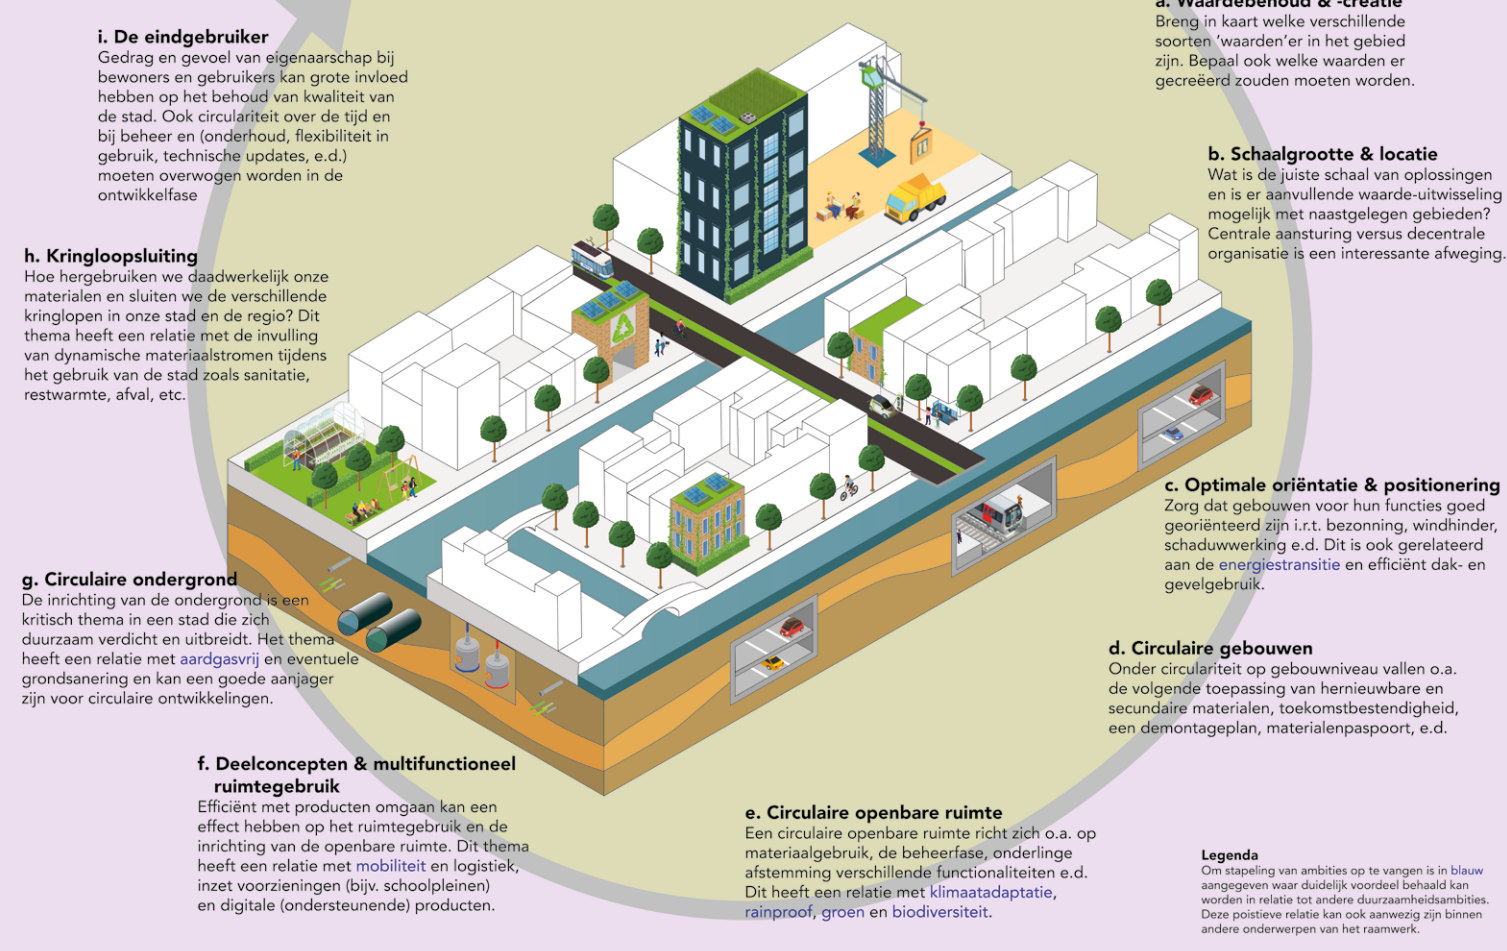 a. Waardebehoud & -creatie
Breng in kaart welke verschillende
soorten 'waarden'er in het gebied
zijn. Bepaal ook welke waarden er
gecreëerd zouden moeten worden.
b. Schaalgrootte & locatie
Wat is de juiste schaal van oplossingen
en is er aanvullende waarde-uitwisseling
mogelijk met naastgelegen gebieden?
Centrale aansturing versus decentrale
organisatie is een interessante afweging.
c. Optimale oriëntatie & positionering
Zorg dat gebouwen voor hun functies goed
georiënteerd zijn i.r.t. bezonning, windhinder,
schaduwwerking e.d. Dit is ook gerelateerd
aan de energiestransitie en efficiënt dak- en
gevelgebruik.
d. Circulaire gebouwen
Onder circulariteit op gebouwniveau vallen o.a.
de volgende toepassing van hernieuwbare en
secundaire materialen, toekomstbestendigheid,
een demontageplan, materialenpaspoort, e.d.
e. Circulaire openbare ruimte
Een circulaire openbare ruimte richt zich o.a. op
materiaalgebruik, de beheerfase, onderlinge
afstemming verschillende functionaliteiten e.d.
Dit heeft een relatie met klimaatadaptatie,
rainproof, groen en biodiversiteit.
f. Deelconcepten & multifunctioneel
ruimtegebruik
Efficiënt met producten omgaan kan een
effect hebben op het ruimtegebruik en de
inrichting van de openbare ruimte. Dit thema
heeft een relatie met mobiliteit en logistiek,
inzet voorzieningen (bijv. schoolpleinen)
en digitale (ondersteunende) producten.
g. Circulaire ondergrond
De inrichting van de ondergrond is een
kritisch thema in een stad die zich
duurzaam verdicht en uitbreidt. Het thema
heeft een relatie met aardgasvrij en eventuele
grondsanering en kan een goede aanjager
zijn voor circulaire ontwikkelingen.
h. Kringloopsluiting
Hoe hergebruiken we daadwerkelijk onze
materialen en sluiten we de verschillende
kringlopen in onze stad en de regio? Dit
thema heeft een relatie met de invulling
van dynamische materiaalstromen tijdens
het gebruik van de stad zoals sanitatie,
restwarmte, afval, etc.
i. De eindgebruiker
Gedrag en gevoel van eigenaarschap bij
bewoners en gebruikers kan grote invloed
hebben op het behoud van kwaliteit van
de stad. Ook circulariteit over de tijd en
bij beheer en (onderhoud, flexibiliteit in
gebruik, technische updates, e.d.)
moeten overwogen worden in de
ontwikkelfase
Legenda
Om stapeling van ambities op te vangen is in blauw
aangegeven waar duidelijk voordeel behaald kan
worden in relatie tot andere duurzaamheidsambities.
Deze poistieve relatie kan ook aanwezig zijn binnen
andere onderwerpen van het raamwerk.